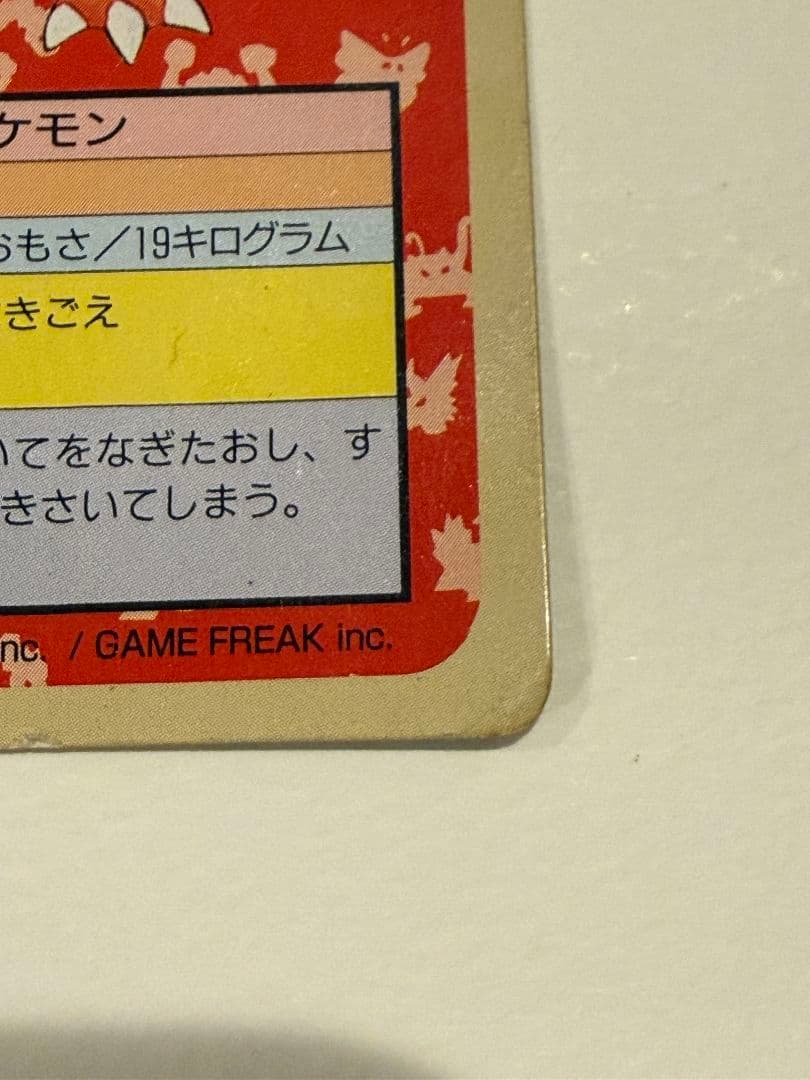 ケモン
おもさ／19キログラム
きごえ
いてをなぎたおし、す
きさいてしまう。
nc. / GAME FREAK inc.